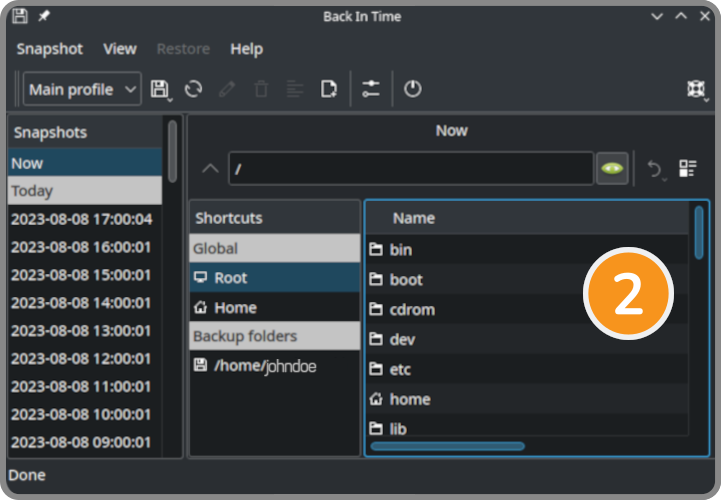 Back In Time
Snapshot View Restore Help
Main profile
Snapshots
Now
Today
2023-08-08 17:00:04
2023-08-08 16:00:01
2023-08-08 15:00:01
2023-08-08 14:00:01
2023-08-08 13:00:01
2023-08-08 12:00:01
2023-08-08 11:00:01
2023-08-08 10:00:01
2023-08-08 09:00:01
Now
/
Shortcuts
Global
Root
Home
Backup folders
/home/johndoe
Name
bin
boot
cdrom
dev
etc
home
lib
2
Done